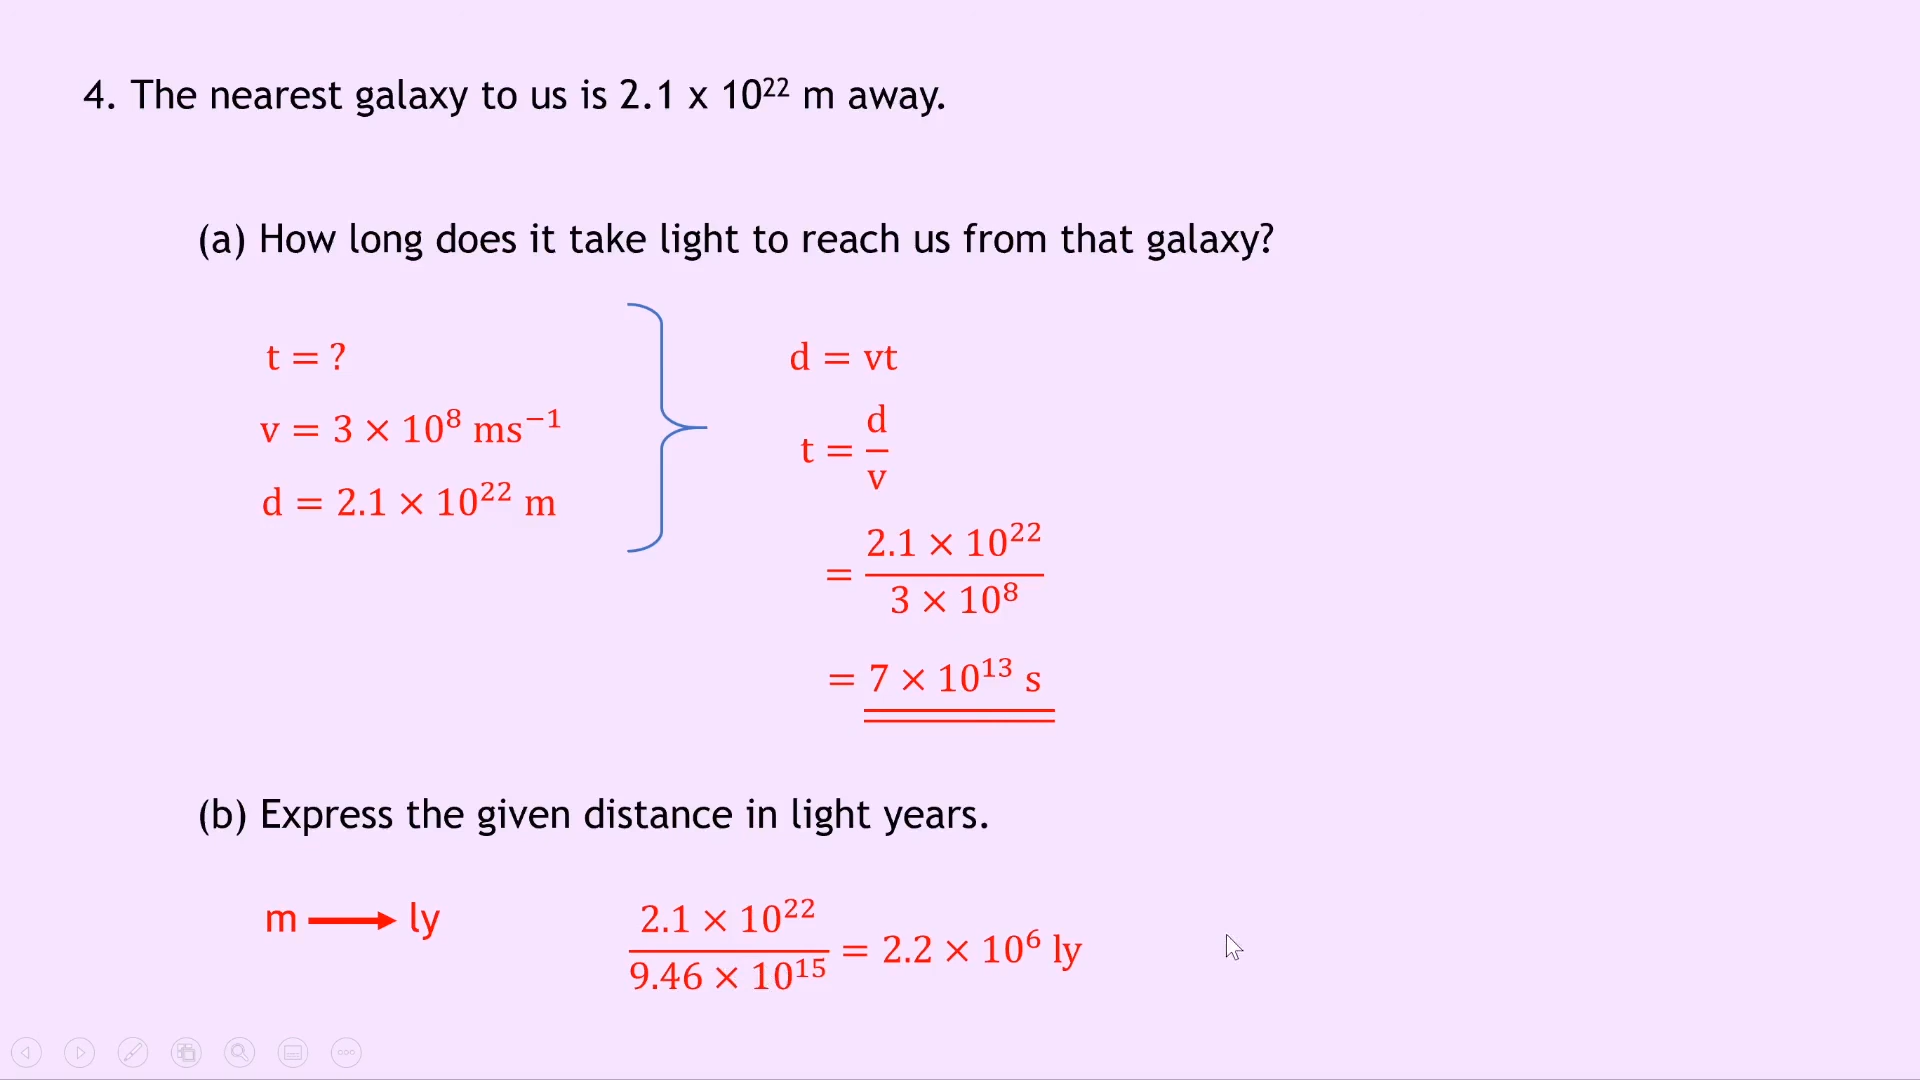 4. The nearest galaxy to us is 2.1 x 10²² m away.
(a) How long does it take light to reach us from that galaxy?
t = ?
v = 3 × 10⁸ ms⁻¹
d = 2.1 × 10²² m
d = vt
t = d/v
= 2.1 × 10²² / 3 × 10⁸
= 7 × 10¹³ s
(b) Express the given distance in light years.
m → ly
2.1 × 10²² / 9.46 × 10¹⁵ = 2.2 × 10⁶ ly